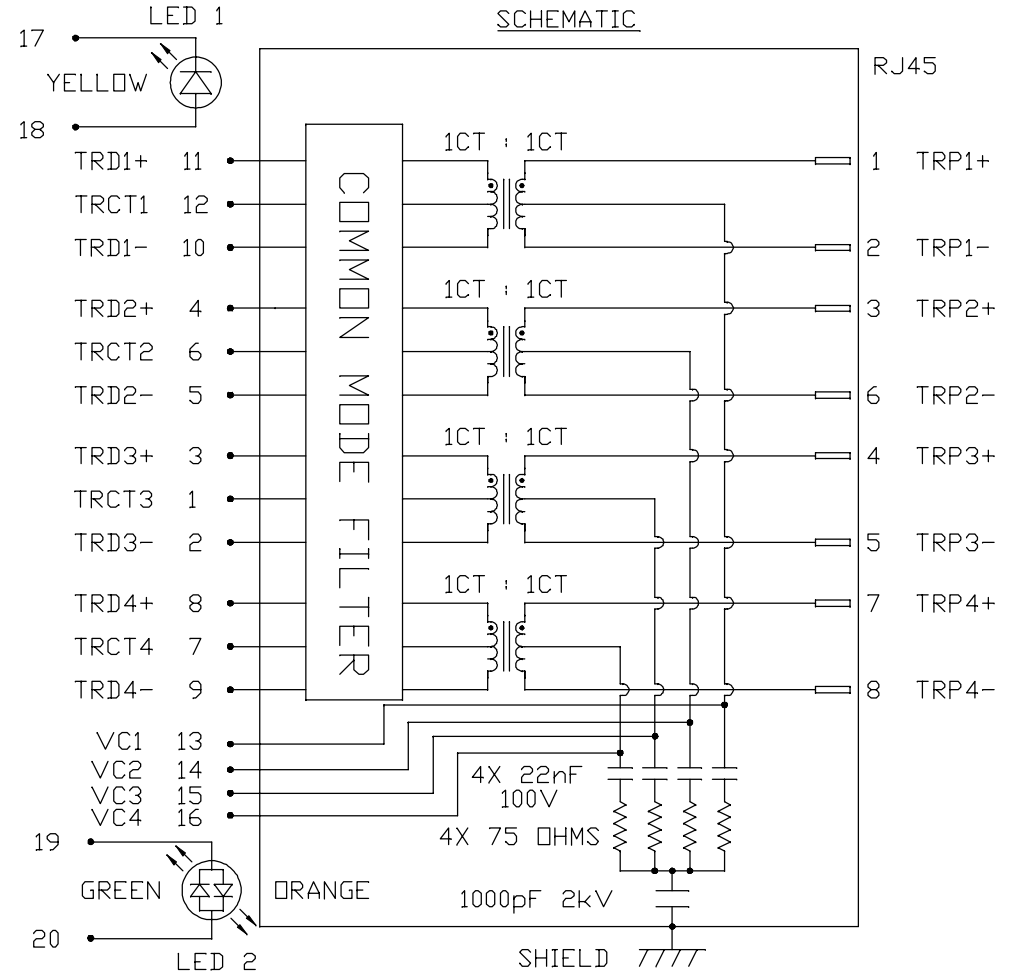 LED 1
SCHEMATIC
17
RJ45
YELLOW
18
1CT : 1CT
TRD1+ 11 1 TRP1+
TRCT1 12
TRD1- 10 2 TRP1-
1CT : 1CT
TRD2+ 4 3 TRP2+
TRCT2 6
TRD2- 5 6 TRP2-
1CT : 1CT
TRD3+ 3 4 TRP3+
TRCT3 1
TRD3- 2 5 TRP3-
1CT : 1CT
TRD4+ 8 7 TRP4+
TRCT4 7
TRD4- 9 8 TRP4-
COMMON MODE FILTER
VC1 13
VC2 14
VC3 15
VC4 16
4X 22nF
100V
4X 75 OHMS
19
GREEN ORANGE
1000pF 2kV
20
LED 2
SHIELD